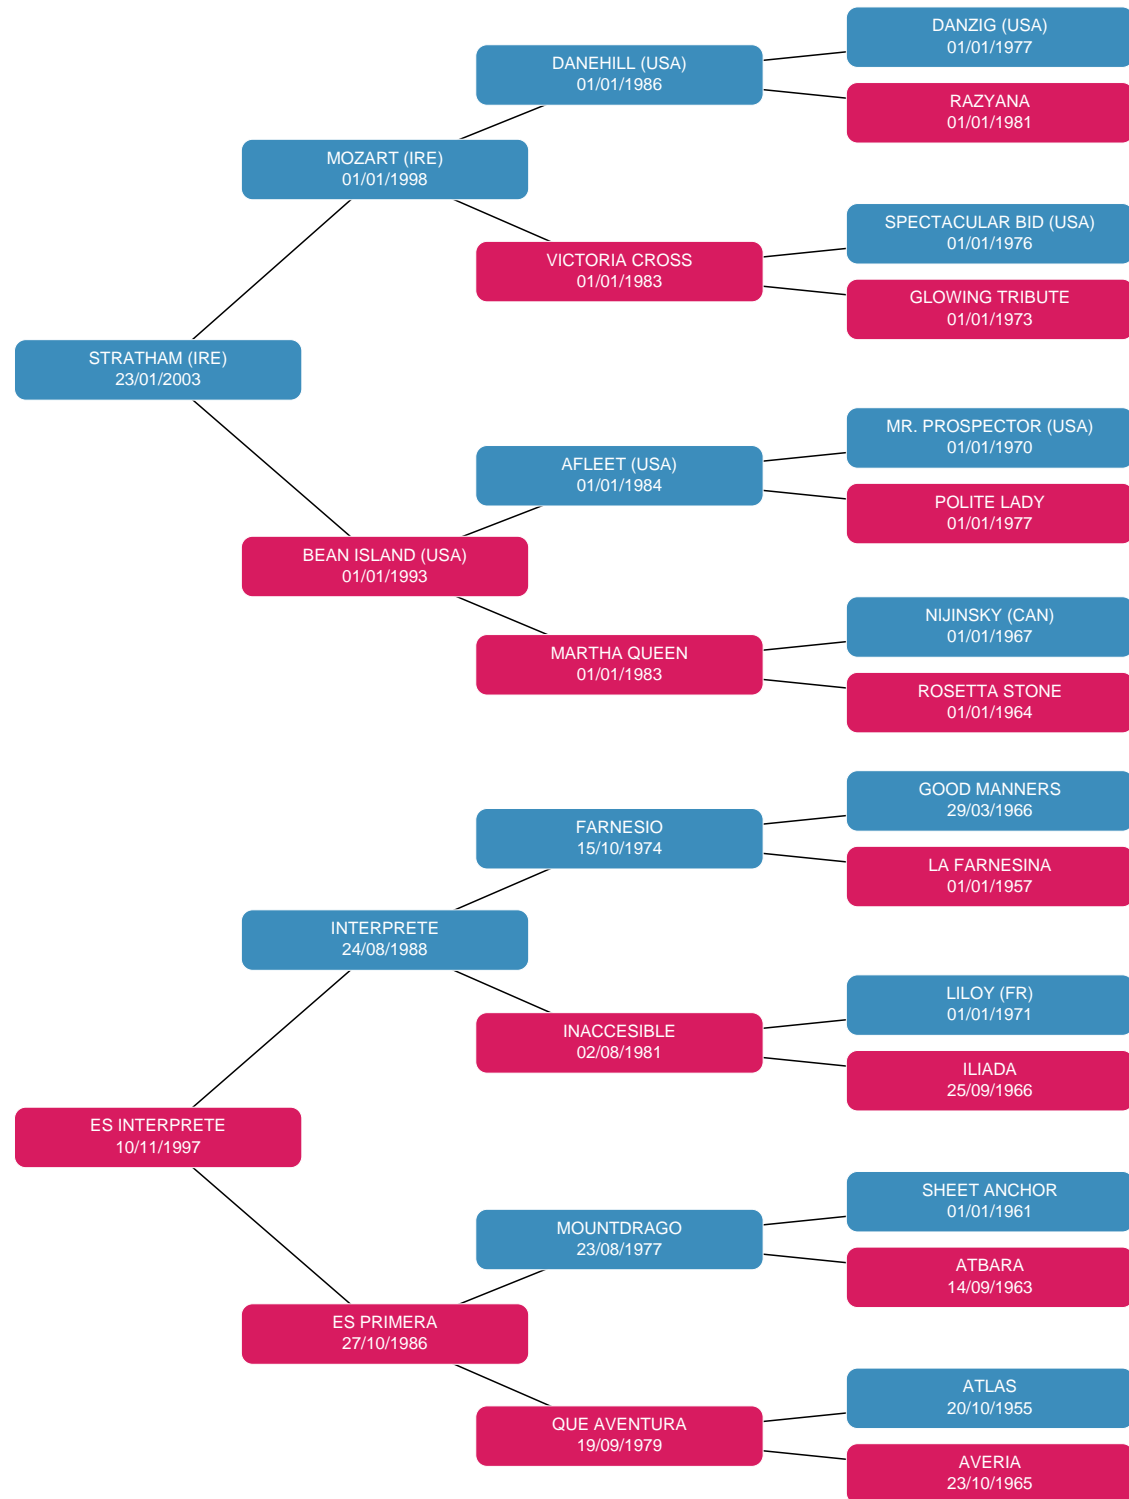 DANZIG (USA)
01/01/1977
DANEHILL (USA)
01/01/1986
RAZYANA
01/01/1981
MOZART (IRE)
01/01/1998
SPECTACULAR BID (USA)
01/01/1976
VICTORIA CROSS
01/01/1983
GLOWING TRIBUTE
01/01/1973
STRATHAM (IRE)
23/01/2003
MR. PROSPECTOR (USA)
01/01/1970
AFLEET (USA)
01/01/1984
POLITE LADY
01/01/1977
BEAN ISLAND (USA)
01/01/1993
NIJINSKY (CAN)
01/01/1967
MARTHA QUEEN
01/01/1983
ROSETTA STONE
01/01/1964
GOOD MANNERS
29/03/1966
FARNESIO
15/10/1974
LA FARNESINA
01/01/1957
INTERPRETE
24/08/1988
LILOY (FR)
01/01/1971
INACCESIBLE
02/08/1981
ILIADA
25/09/1966
ES INTERPRETE
10/11/1997
SHEET ANCHOR
01/01/1961
MOUNTDRAGO
23/08/1977
ATBARA
14/09/1963
ES PRIMERA
27/10/1986
ATLAS
20/10/1955
QUE AVENTURA
19/09/1979
AVERIA
23/10/1965